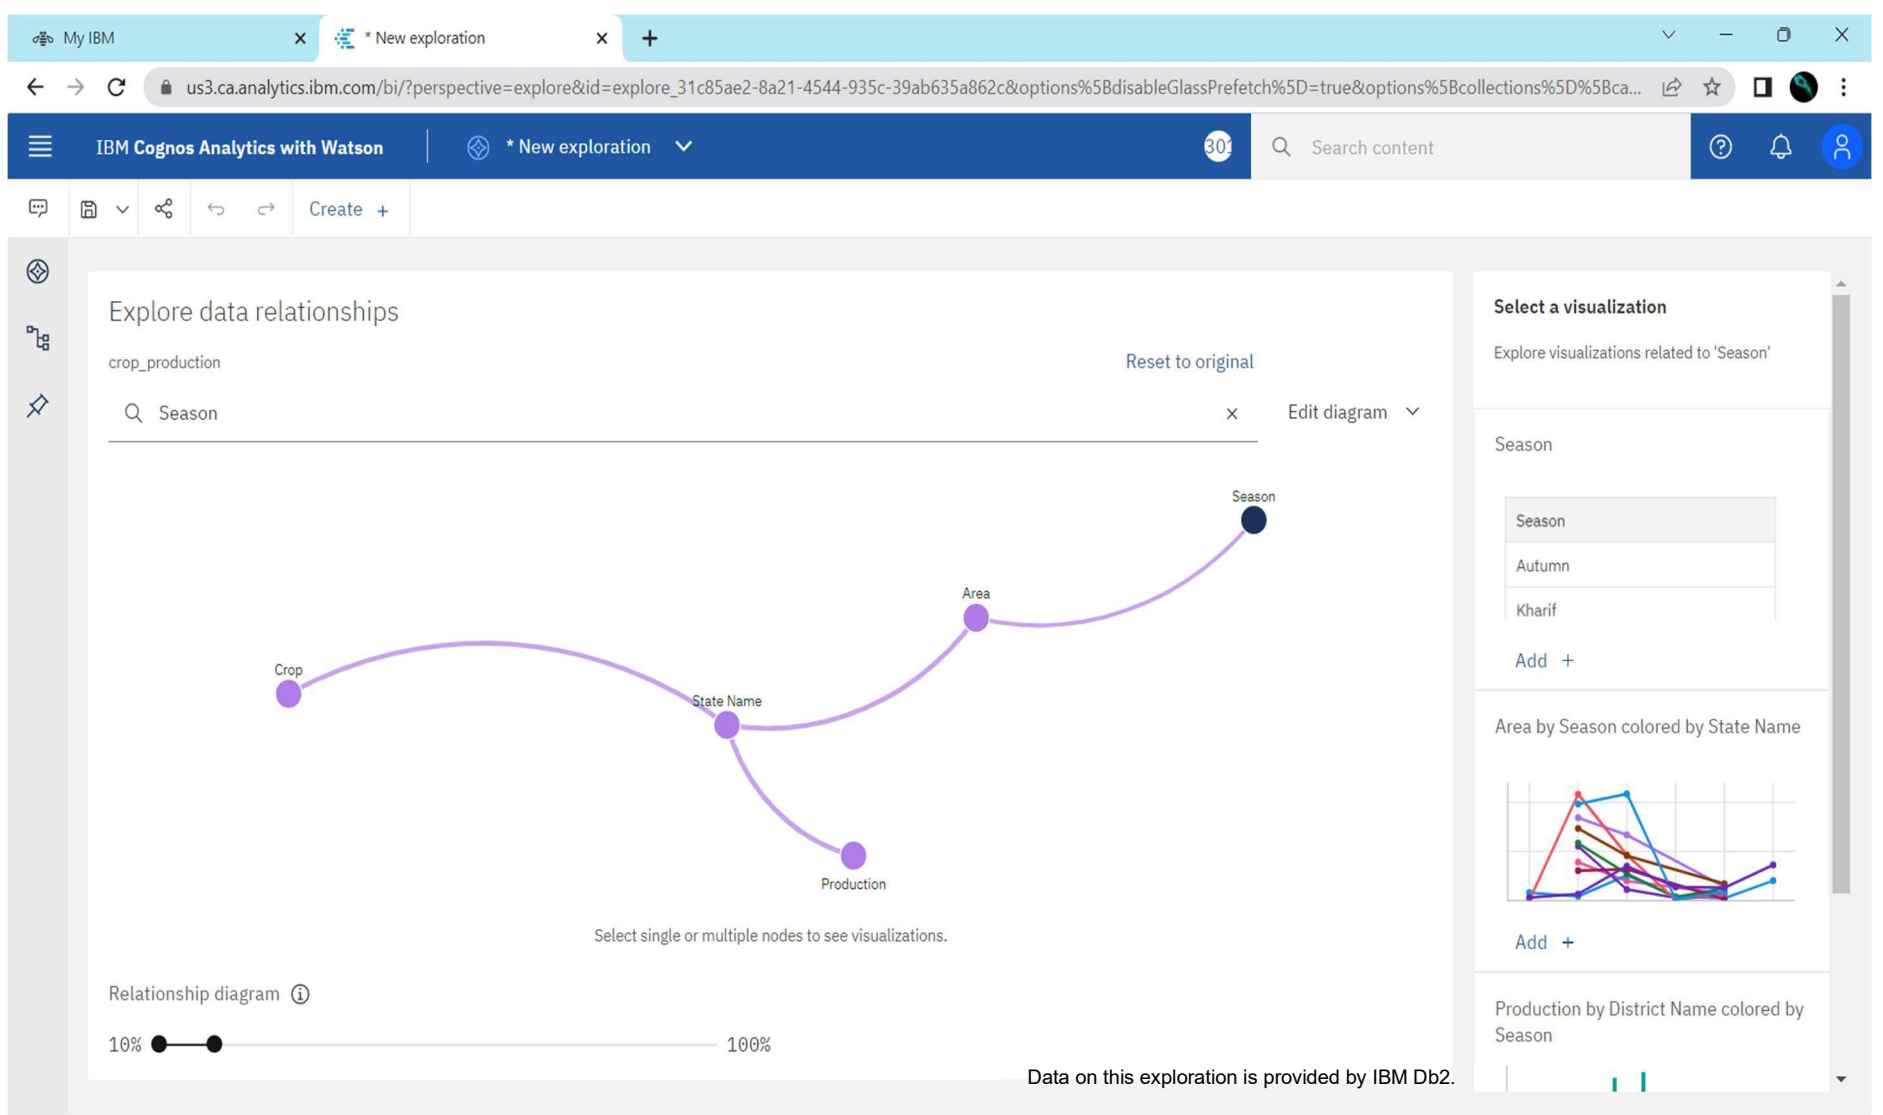 My IBM
* New exploration
us3.ca.analytics.ibm.com/bi/?perspective=explore&id=explore_31c85ae2-8a21-4544-935c-39ab635a862c&options%5BdisableGlassPrefetch%5D=true&options%5Bcollections%5D%5Bca...
IBM Cognos Analytics with Watson
* New exploration
301
Search content
Create +
Explore data relationships
crop_production
Reset to original
Season
Edit diagram
Season
Area
Crop
State Name
Production
Select single or multiple nodes to see visualizations.
Relationship diagram
10%
100%
Data on this exploration is provided by IBM Db2.
Select a visualization
Explore visualizations related to 'Season'
Season
Season
Autumn
Kharif
Add +
Area by Season colored by State Name
Add +
Production by District Name colored by
Season